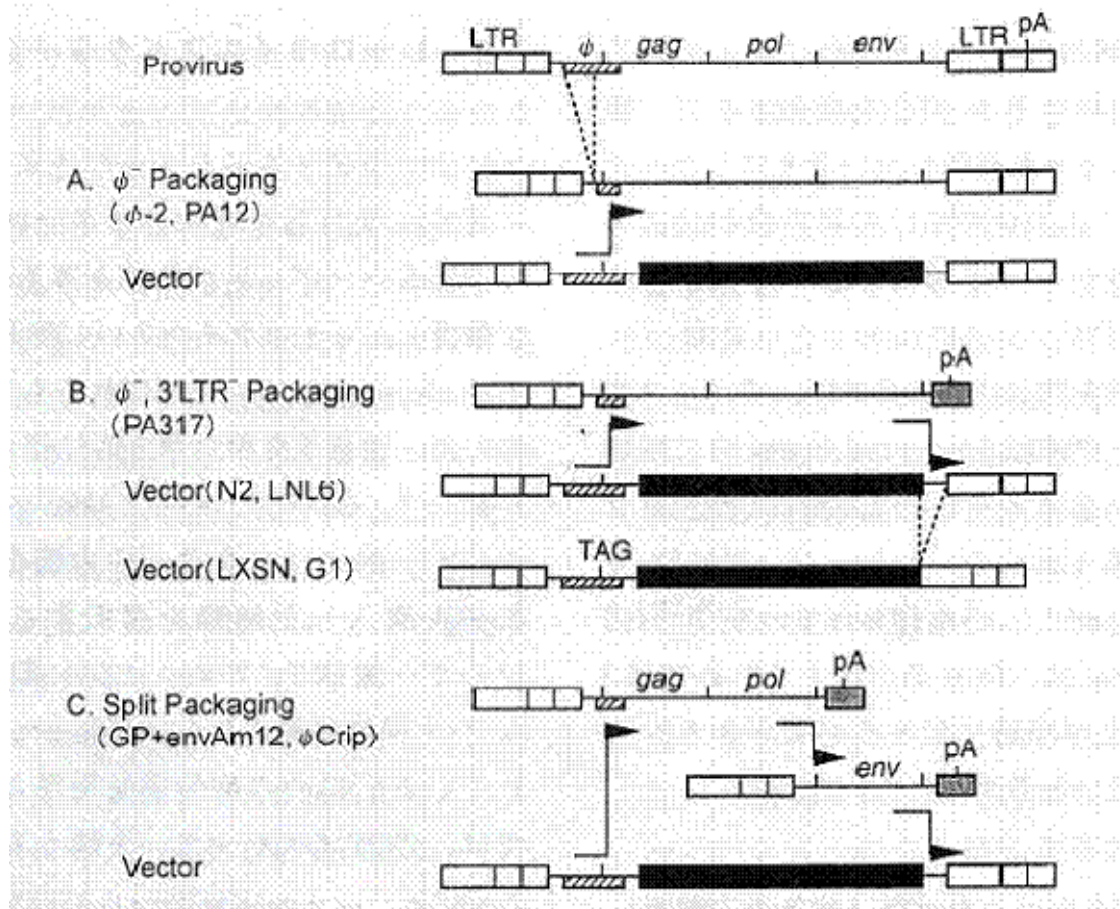 LTR ϕ gag pol env LTR pA
Provirus
A. ϕ⁻ Packaging
(ϕ-2, PA12)
Vector
pA
B. ϕ⁻, 3'LTR⁻ Packaging
(PA317)
Vector(N2, LNL6)
TAG
Vector(LXSN, G1)
gag pol pA
C. Split Packaging
(GP+envAm12, ϕCrip)
env pA
Vector